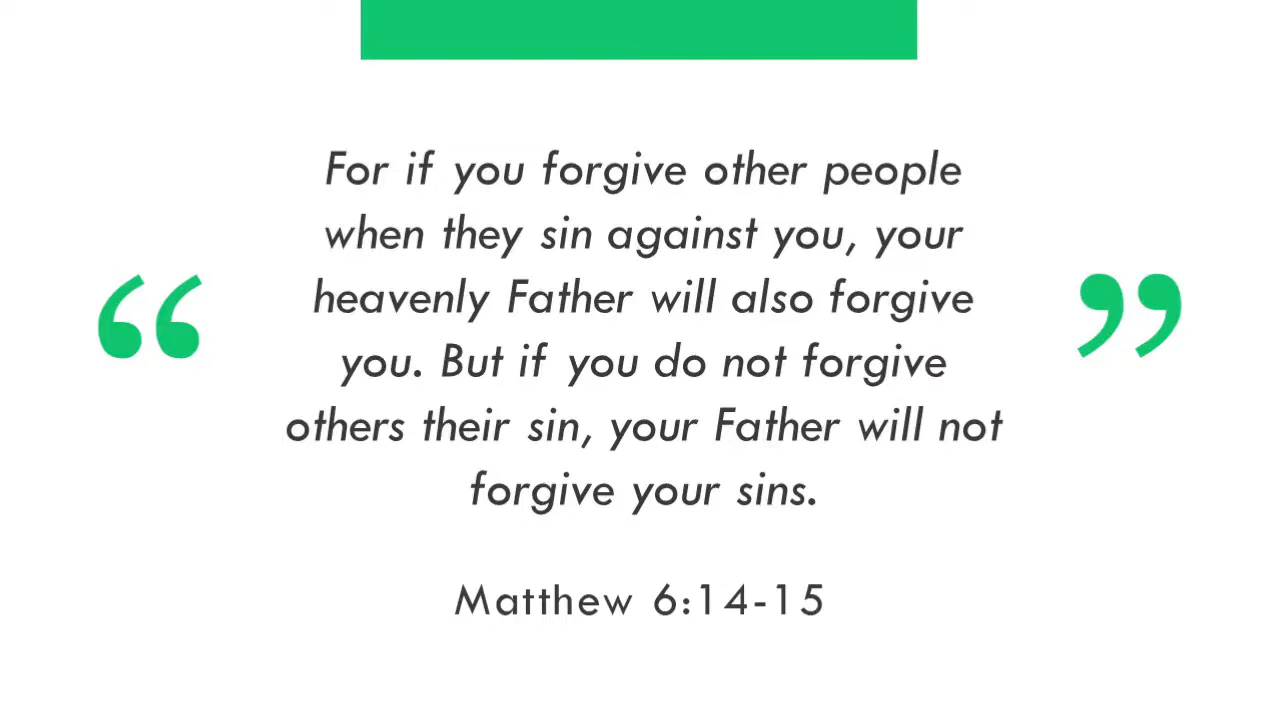 For if you forgive other people
when they sin against you, your
heavenly Father will also forgive
you. But if you do not forgive
others their sin, your Father will not
forgive your sins.
“ ”
Matthew 6:14-15